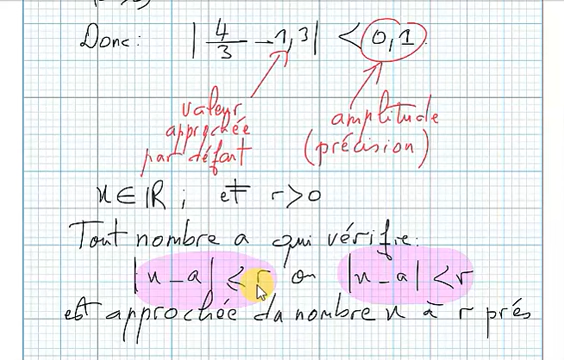 Donc: | 4/3 - 1,3 | < 0,1
valeur approchée par défaut
amplitude (précision)
x ∈ ℝ ; et r > 0
Tout nombre a qui vérifie:
|x - a| ≤ r ou |x - a| < r
est approchée du nombre x à r prés